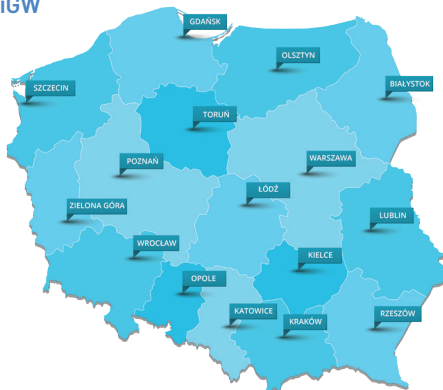 iGW
GDAŃSK
OLSZTYN
SZCZECIN
BIAŁYSTOK
TORUŃ
POZNAŃ
WARSZAWA
ŁÓDŹ
ZIELONA GÓRA
LUBLIN
WROCŁAW
KIELCE
OPOLE
KATOWICE
KRAKÓW
RZESZÓW